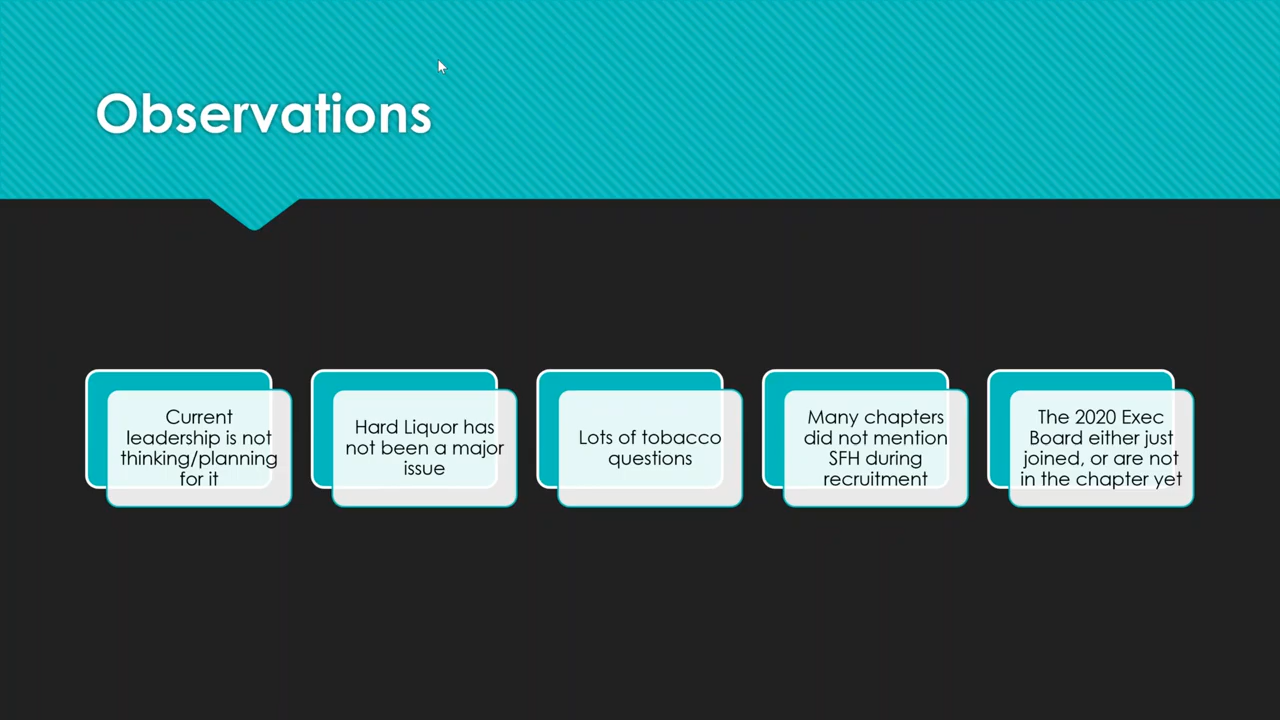 Observations
Current
leadership is not
thinking/planning
for it
Hard Liquor has
not been a major
issue
Lots of tobacco
questions
Many chapters
did not mention
SFH during
recruitment
The 2020 Exec
Board either just
joined, or are not
in the chapter yet